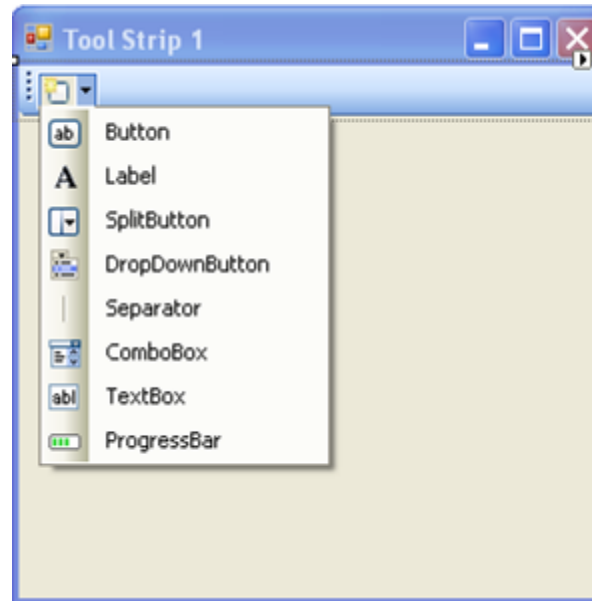 Tool Strip 1
ab Button
A Label
SplitButton
DropDownButton
Separator
ComboBox
abl TextBox
ProgressBar